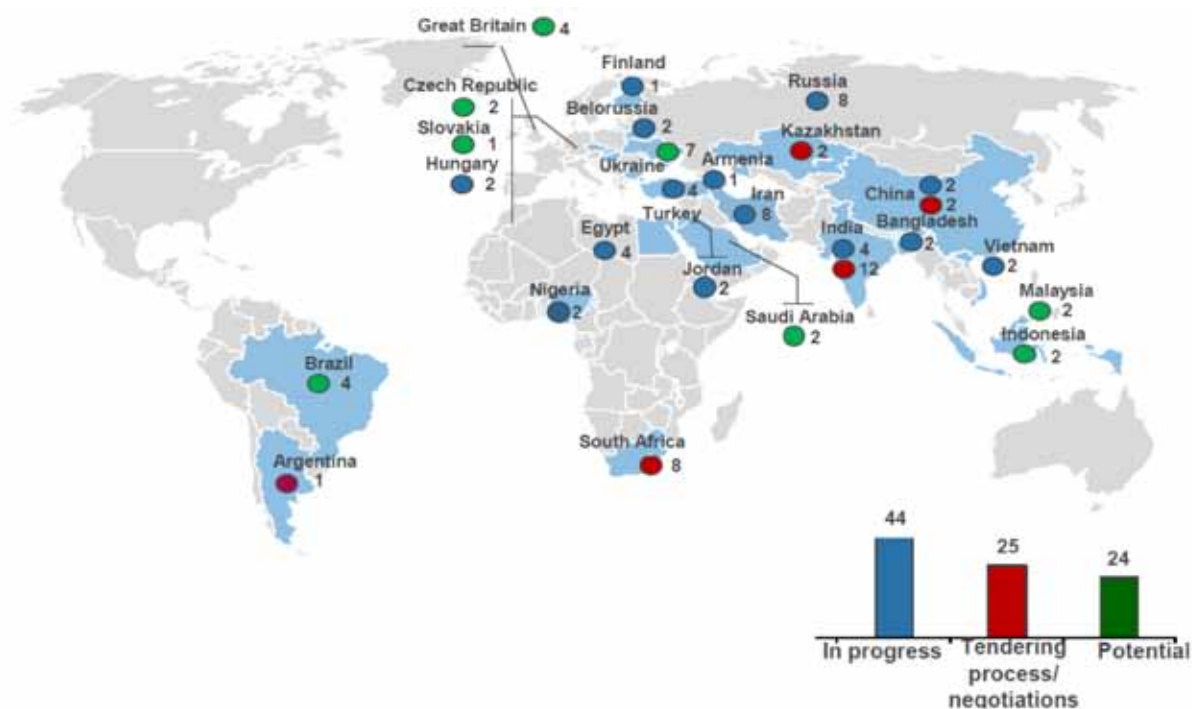 Great Britain 4
Finland
1
Russia
8
Czech Republic
2
Belorussia
2
Slovakia
1
Kazakhstan
2
7
Ukraine
Armenia
1
Hungary
2
4
China 2
2
Iran
8
Turkey
Bangladesh
2
Egypt
4
India
4
12
Vietnam
2
Jordan
2
Nigeria
2
Malaysia
2
Saudi Arabia
2
Indonesia
2
Brazil
4
South Africa
8
Argentina
1
44
25
24
In progress
Tendering
process/
negotiations
Potential